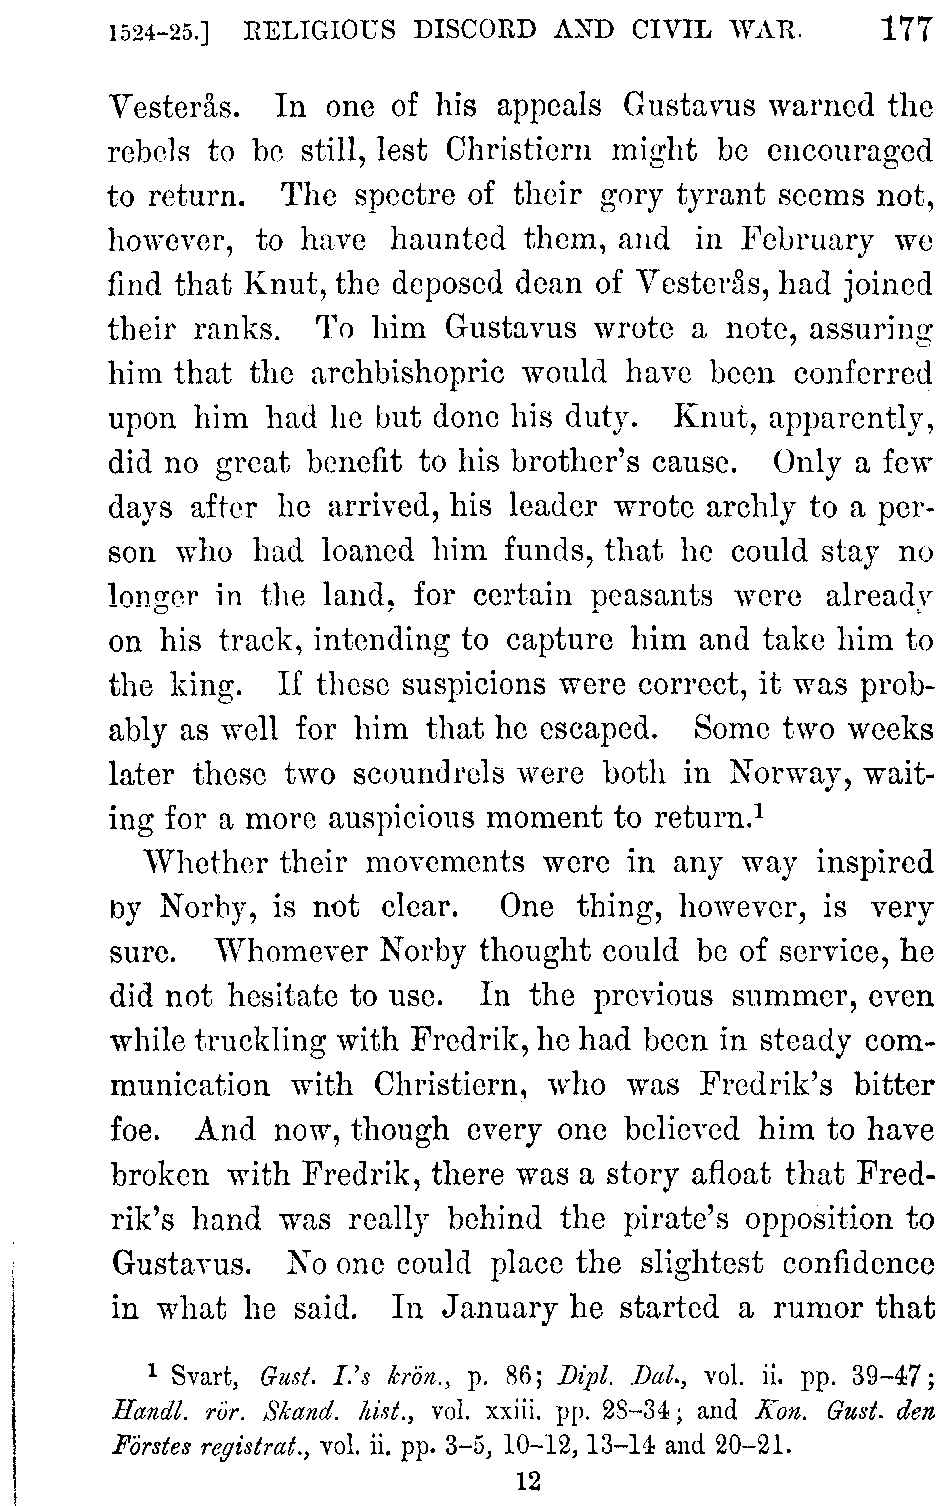 1524–25.] RELIGIOUS DISCORD AND CIVIL WAR. 177
Vesterås. In one of his appeals Gustavus warned the
rebels to be still, lest Christiern might be encouraged
to return. The spectre of their gory tyrant seems not,
however, to have haunted them, and in February we
find that Knut, the deposed dean of Vesterås, had joined
their ranks. To him Gustavus wrote a note, assuring
him that the archbishopric would have been conferred
upon him had he but done his duty. Knut, apparently,
did no great benefit to his brother's cause. Only a few
days after he arrived, his leader wrote archly to a per-
son who had loaned him funds, that he could stay no
longer in the land, for certain peasants were already
on his track, intending to capture him and take him to
the king. If these suspicions were correct, it was prob-
ably as well for him that he escaped. Some two weeks
later these two scoundrels were both in Norway, wait-
ing for a more auspicious moment to return.¹
Whether their movements were in any way inspired
by Norby, is not clear. One thing, however, is very
sure. Whomever Norby thought could be of service, he
did not hesitate to use. In the previous summer, even
while truckling with Fredrik, he had been in steady com-
munication with Christiern, who was Fredrik's bitter
foe. And now, though every one believed him to have
broken with Fredrik, there was a story afloat that Fred-
rik's hand was really behind the pirate's opposition to
Gustavus. No one could place the slightest confidence
in what he said. In January he started a rumor that
¹ Svart, Gust. I.'s krön., p. 86; Dipl. Dal., vol. ii. pp. 39–47;
Handl. rör. Skand. hist., vol. xxiii. pp. 28–34; and Kon. Gust. den
Förstes registrat., vol. ii. pp. 3–5, 10–12, 13–14 and 20–21.
12